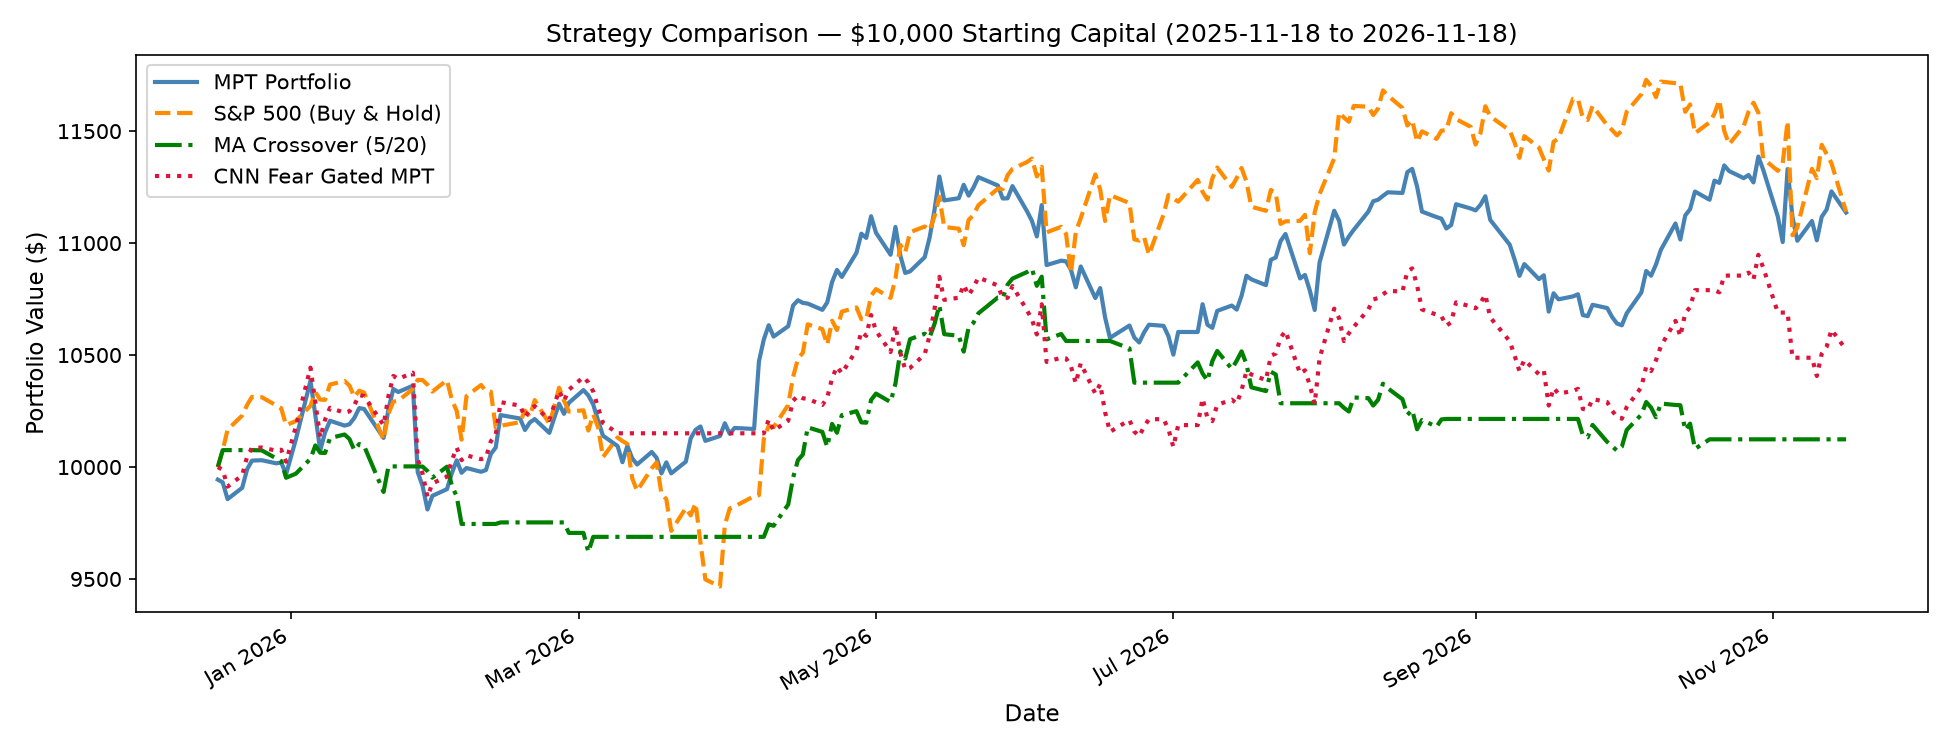 Strategy Comparison — $10,000 Starting Capital (2025-11-18 to 2026-11-18)
MPT Portfolio
S&P 500 (Buy & Hold)
MA Crossover (5/20)
CNN Fear Gated MPT
Portfolio Value ($)
11500
11000
10500
10000
9500
Jan 2026
Mar 2026
May 2026
Jul 2026
Sep 2026
Nov 2026
Date